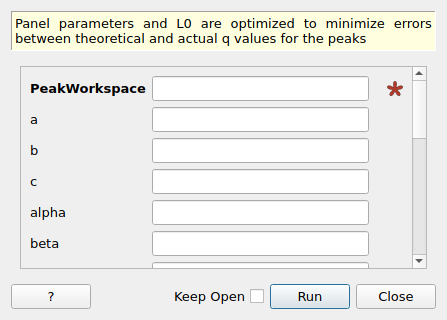 Panel parameters and L0 are optimized to minimize errors
between theoretical and actual q values for the peaks
PeakWorkspace
a
b
c
alpha
beta
? Keep Open Run Close